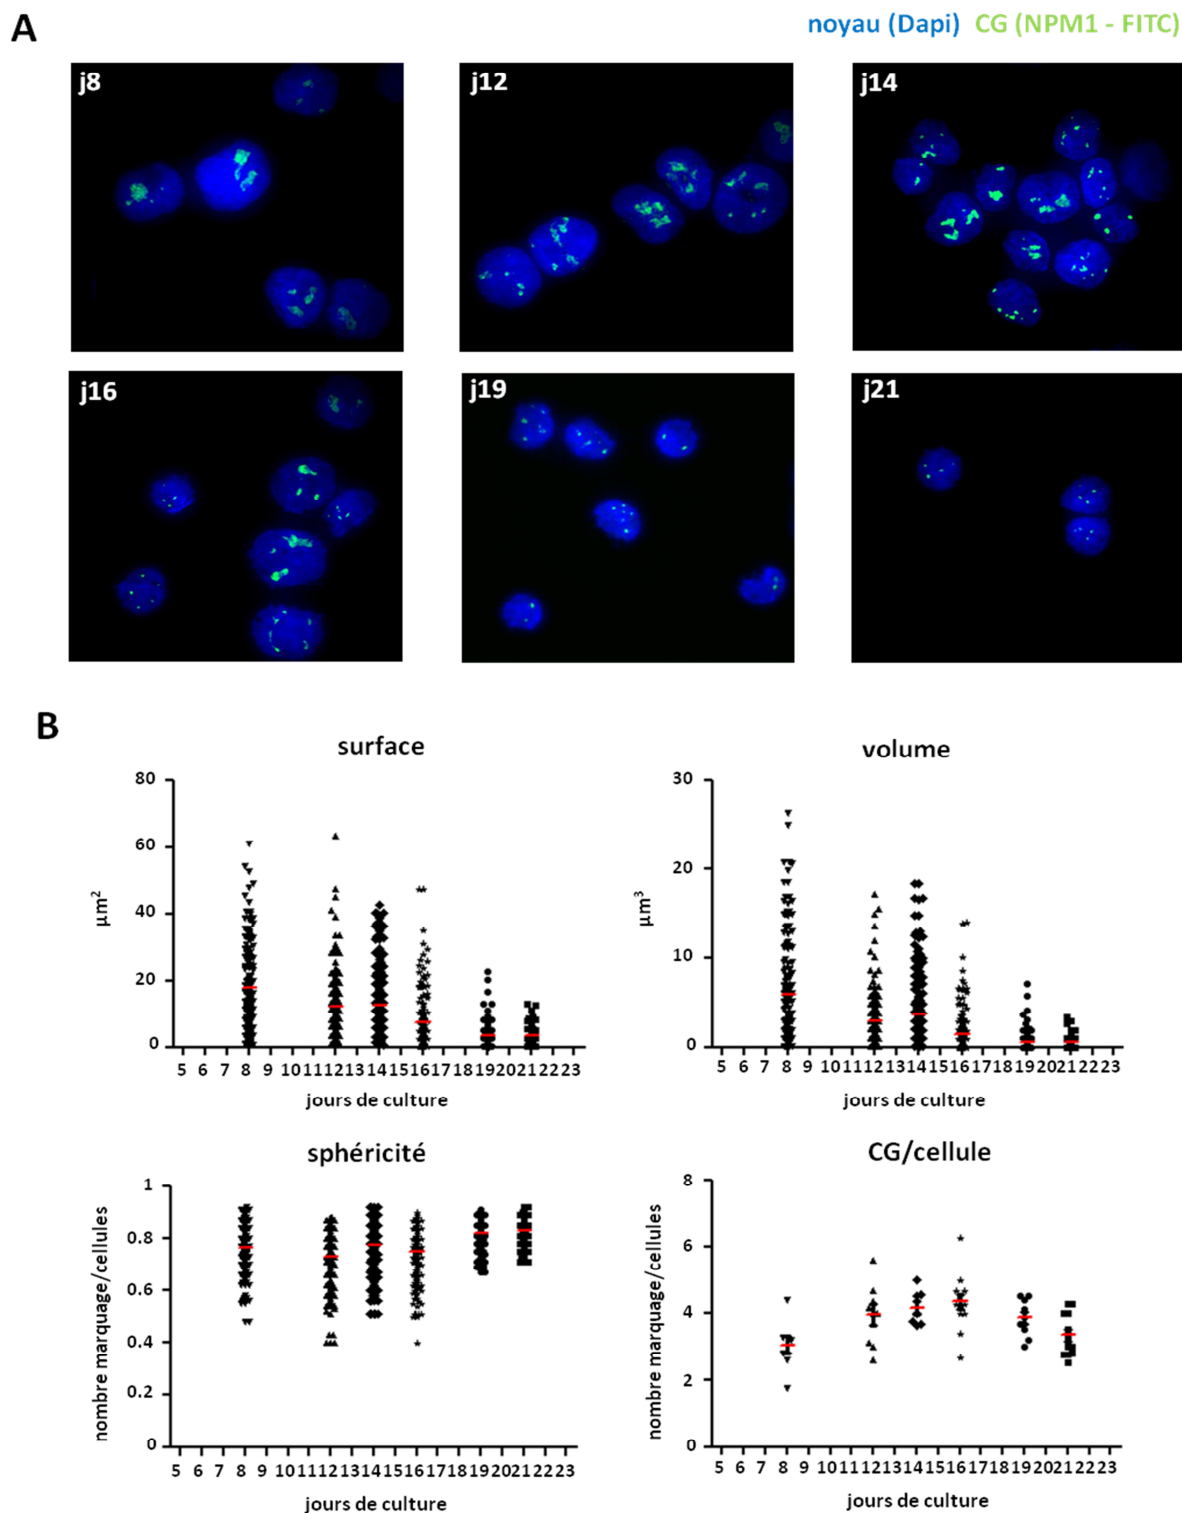 A
noyau (Dapi) CG (NPM1 - FITC)
j8
j12
j14
j16
j19
j21
B
surface
80
60
40
20
0
µm²
5 6 7 8 9 10 11 12 13 14 15 16 17 18 19 20 21 22 23
jours de culture
volume
30
20
10
0
µm³
5 6 7 8 9 10 11 12 13 14 15 16 17 18 19 20 21 22 23
jours de culture
sphéricité
1
0.8
0.6
0.4
0.2
0
nombre marquage/cellules
5 6 7 8 9 10 11 12 13 14 15 16 17 18 19 20 21 22 23
jours de culture
CG/cellule
8
6
4
2
0
nombre marquage/cellules
5 6 7 8 9 10 11 12 13 14 15 16 17 18 19 20 21 22 23
jours de culture